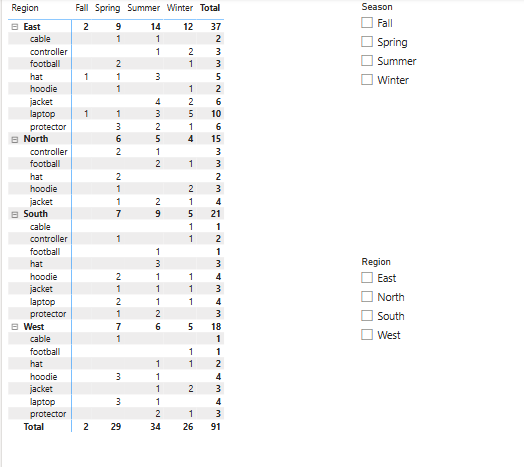 Region Fall Spring Summer Winter Total
East 2 9 14 12 37
cable 1 1 2
controller 1 2 3
football 2 1 3
hat 1 1 3 5
hoodie 1 1 2
jacket 4 2 6
laptop 1 1 3 5 10
protector 3 2 1 6
North 6 5 4 15
controller 2 1 3
football 2 1 3
hat 2 2
hoodie 1 2 3
jacket 1 2 1 4
South 7 9 5 21
cable 1 1
controller 1 1 2
football 1 1
hat 3 3
hoodie 2 1 1 4
jacket 1 1 1 3
laptop 2 1 1 4
protector 1 2 3
West 7 6 5 18
cable 1 1
football 1 1
hat 1 1 2
hoodie 3 1 4
jacket 1 2 3
laptop 3 1 4
protector 2 1 3
Total 2 29 34 26 91
Season
Fall
Spring
Summer
Winter
Region
East
North
South
West